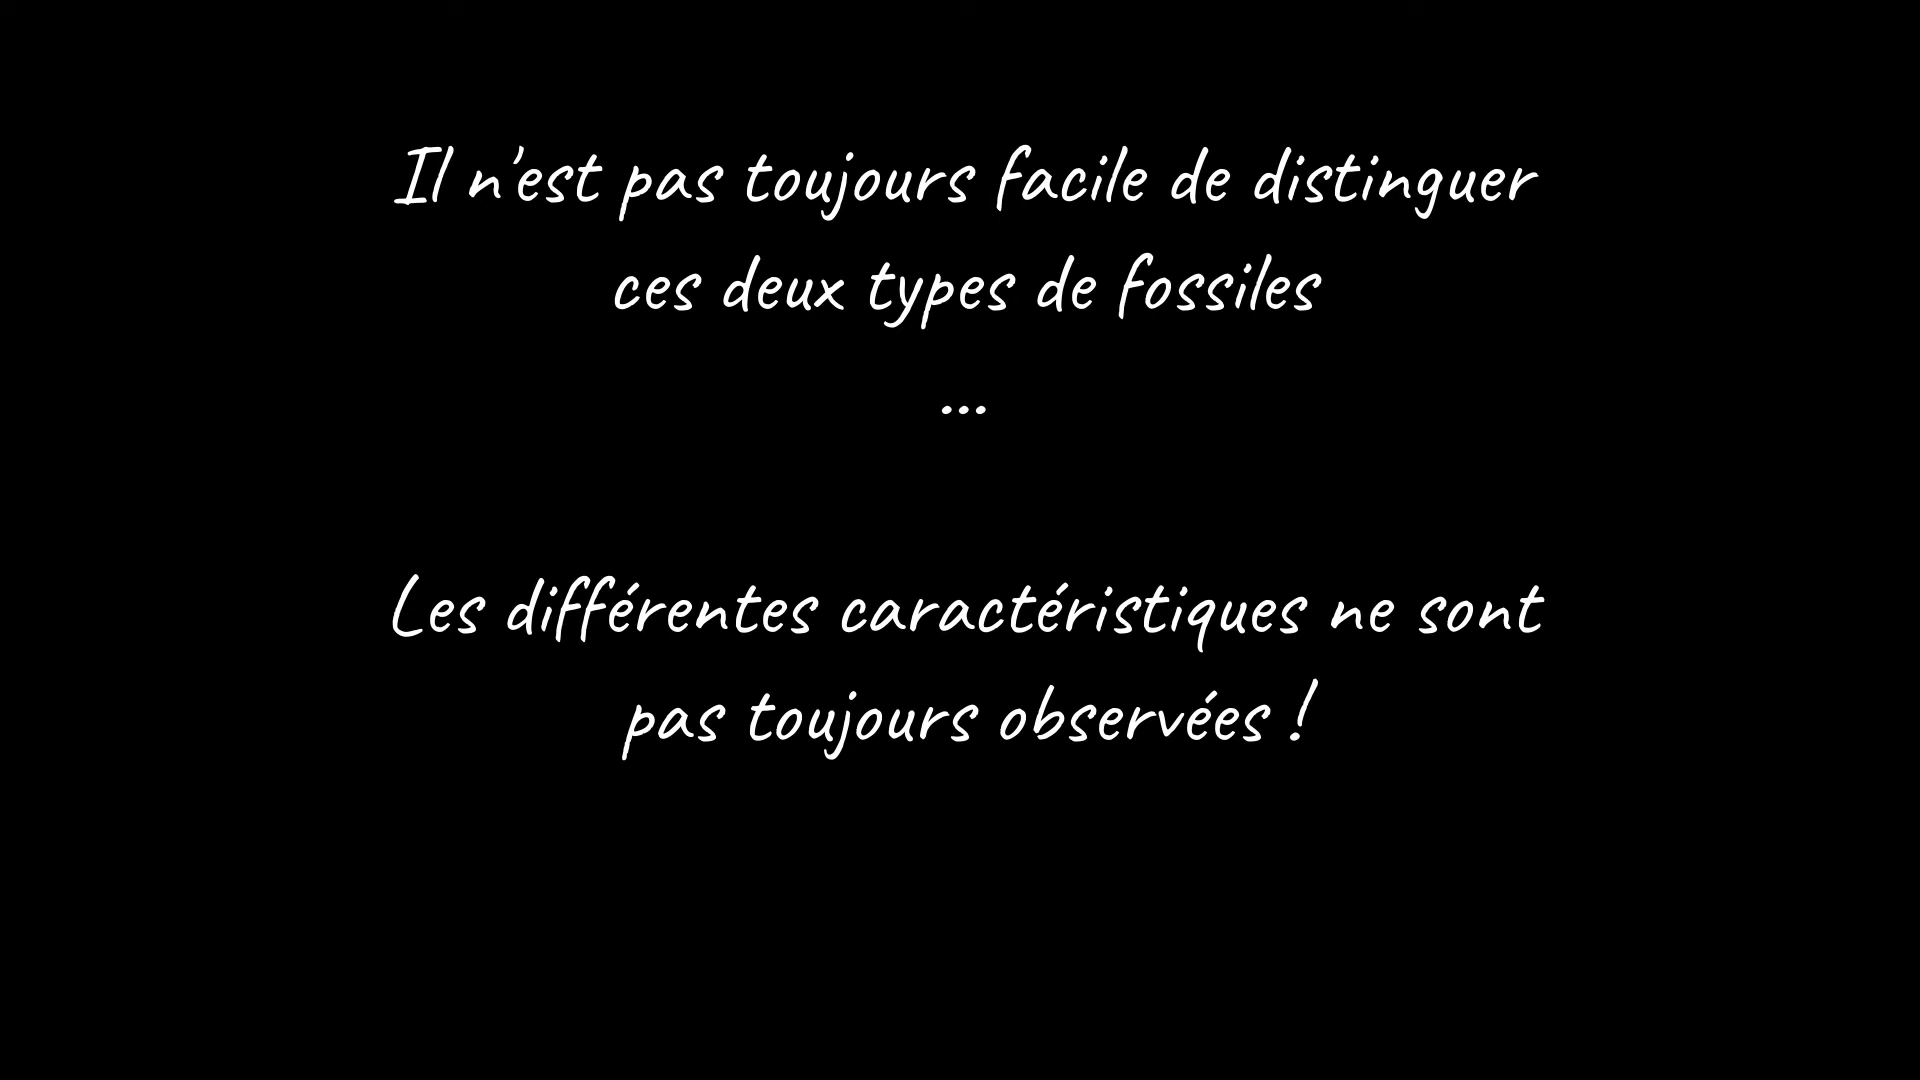 Il n'est pas toujours facile de distinguer
ces deux types de fossiles
...
Les différentes caractéristiques ne sont
pas toujours observées !